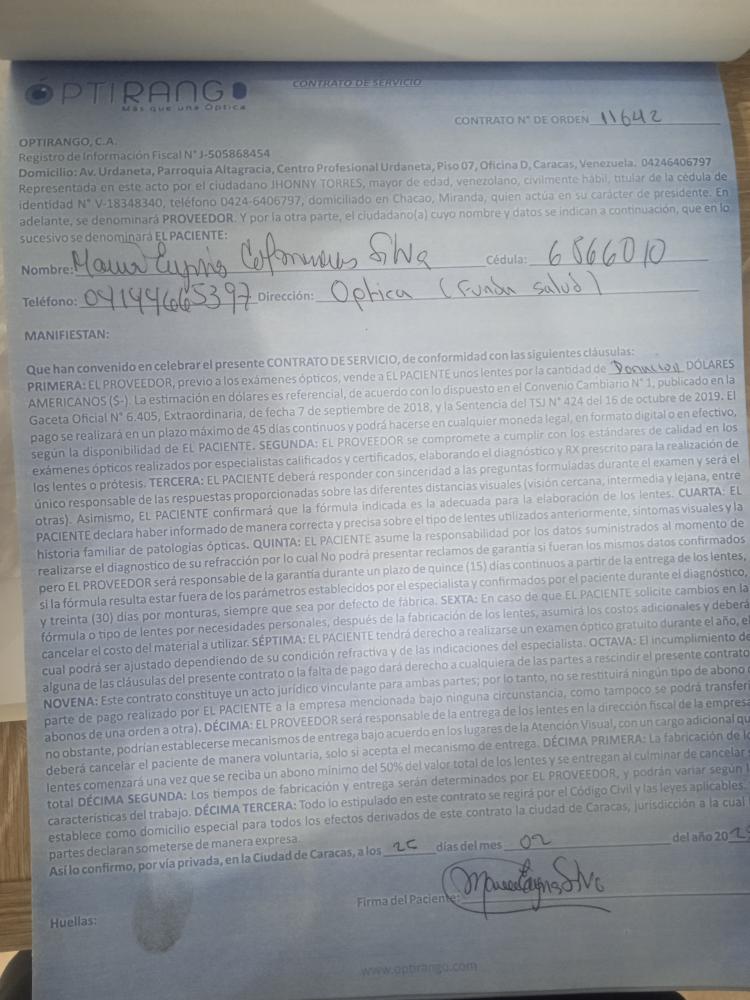 ÓPTIRANGO
Más que una Óptica
CONTRATO DE SERVICIO
CONTRATO N° DE ORDEN 11642
OPTIRANGO, C.A.
Registro de Información Fiscal N° J-505868454
Domicilio: Av. Urdaneta, Parroquia Altagracia, Centro Profesional Urdaneta, Piso 07, Oficina D, Caracas, Venezuela. 04246406797
Representada en este acto por el ciudadano JHONNY TORRES, mayor de edad, venezolano, civilmente hábil, titular de la cédula de
identidad N° V-18348340, teléfono 0424-6406797, domiciliado en Chacao, Miranda, quien actúa en su carácter de presidente. En
adelante, se denominará PROVEEDOR. Y por la otra parte, el ciudadano(a) cuyo nombre y datos se indican a continuación, que en lo
sucesivo se denominará EL PACIENTE:
Nombre: Silva Cédula: 6866010
Teléfono: 04144665397 Dirección: Optica (Funda salud)
MANIFIESTAN:
Que han convenido en celebrar el presente CONTRATO DE SERVICIO, de conformidad con las siguientes cláusulas:
PRIMERA: EL PROVEEDOR, previo a los exámenes ópticos, vende a EL PACIENTE unos lentes por la cantidad de Donacion DÓLARES
AMERICANOS ($-). La estimación en dólares es referencial, de acuerdo con lo dispuesto en el Convenio Cambiario N° 1, publicado en la
Gaceta Oficial N° 6.405, Extraordinaria, de fecha 7 de septiembre de 2018, y la Sentencia del TSJ N° 424 del 16 de octubre de 2019. El
pago se realizará en un plazo máximo de 45 días continuos y podrá hacerse en cualquier moneda legal, en formato digital o en efectivo,
según la disponibilidad de EL PACIENTE. SEGUNDA: EL PROVEEDOR se compromete a cumplir con los estándares de calidad en los
exámenes ópticos realizados por especialistas calificados y certificados, elaborando el diagnóstico y RX prescrito para la realización de
los lentes o prótesis. TERCERA: EL PACIENTE deberá responder con sinceridad a las preguntas formuladas durante el examen y será el
único responsable de las respuestas proporcionadas sobre las diferentes distancias visuales (visión cercana, intermedia y lejana, entre
otras). Asimismo, EL PACIENTE confirmará que la fórmula indicada es la adecuada para la elaboración de los lentes. CUARTA: EL
PACIENTE declara haber informado de manera correcta y precisa sobre el tipo de lentes utilizados anteriormente, síntomas visuales y la
historia familiar de patologías ópticas. QUINTA: EL PACIENTE asume la responsabilidad por los datos suministrados al momento de
realizarse el diagnostico de su refracción por lo cual No podrá presentar reclamos de garantía si fueran los mismos datos confirmados
pero EL PROVEEDOR será responsable de la garantía durante un plazo de quince (15) días continuos a partir de la entrega de los lentes,
si la fórmula resulta estar fuera de los parámetros establecidos por el especialista y confirmados por el paciente durante el diagnóstico,
y treinta (30) días por monturas, siempre que sea por defecto de fábrica. SEXTA: En caso de que EL PACIENTE solicite cambios en la
fórmula o tipo de lentes por necesidades personales, después de la fabricación de los lentes, asumirá los costos adicionales y deberá
cancelar el costo del material a utilizar. SÉPTIMA: EL PACIENTE tendrá derecho a realizarse un examen óptico gratuito durante el año, el
cual podrá ser ajustado dependiendo de su condición refractiva y de las indicaciones del especialista. OCTAVA: El incumplimiento de
alguna de las cláusulas del presente contrato o la falta de pago dará derecho a cualquiera de las partes a rescindir el presente contrato
NOVENA: Este contrato constituye un acto jurídico vinculante para ambas partes; por lo tanto, no se restituirá ningún tipo de abono
parte de pago realizado por EL PACIENTE a la empresa mencionada bajo ninguna circunstancia, como tampoco se podrá transferi
abonos de una orden a otra). DÉCIMA: EL PROVEEDOR será responsable de la entrega de los lentes en la dirección fiscal de la empresa
no obstante, podrían establecerse mecanismos de entrega bajo acuerdo en los lugares de la Atención Visual, con un cargo adicional qu
deberá cancelar el paciente de manera voluntaria, solo si acepta el mecanismo de entrega. DÉCIMA PRIMERA: La fabricación de lo
lentes comenzará una vez que se reciba un abono mínimo del 50% del valor total de los lentes y se entregan al culminar de cancelar
total DÉCIMA SEGUNDA: Los tiempos de fabricación y entrega serán determinados por EL PROVEEDOR, y podrán variar según
características del trabajo. DÉCIMA TERCERA: Todo lo estipulado en este contrato se regirá por el Código Civil y las leyes aplicables.
establece como domicilio especial para todos los efectos derivados de este contrato la ciudad de Caracas, jurisdicción a la cual
partes declaran someterse de manera expresa.
Así lo confirmo, por vía privada, en la Ciudad de Caracas, a los días del mes 02 del año 202
Firma del Paciente:
Huellas:
www.optirango.com